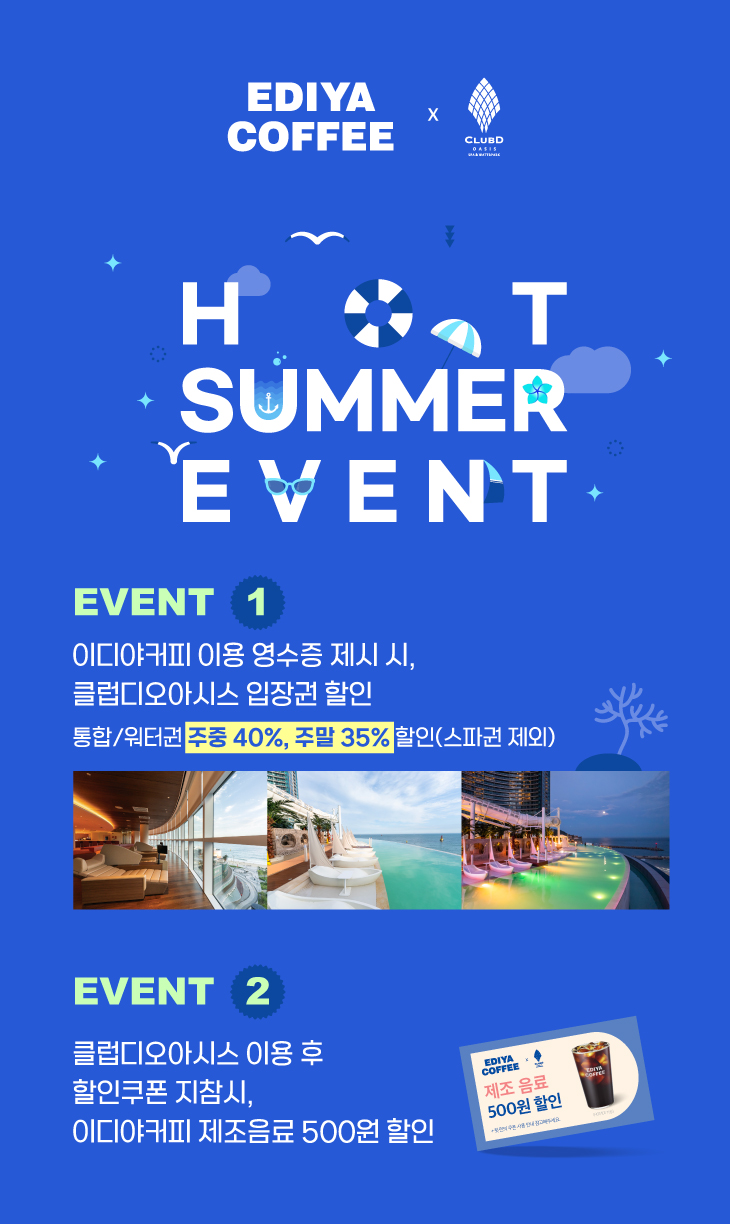 EDIYA
COFFEE
X
CLUBD
OASIS
SPA & WATERPARK
HOT
SUMMER
EVENT
EVENT 1
이디야커피 이용 영수증 제시 시,
클럽디오아시스 입장권 할인
통합/워터권 주중 40%, 주말 35% 할인(스파권 제외)
EVENT 2
클럽디오아시스 이용 후
할인쿠폰 지참시,
이디야커피 제조음료 500원 할인
EDIYA
COFFEE
x
제조 음료
500원 할인
EDIYA
COFFEE